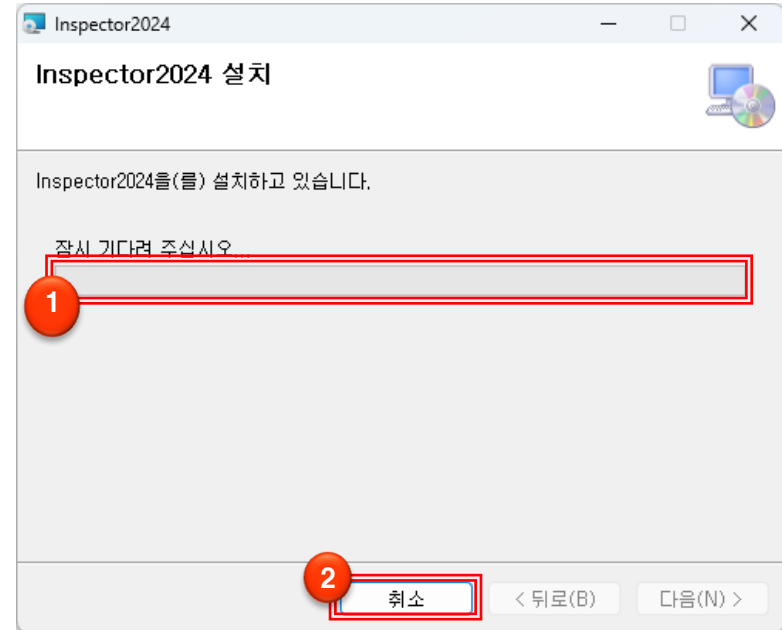 Inspector2024
Inspector2024 설치
Inspector2024을(를) 설치하고 있습니다.
잠시 기다려 주십시오...
1
2
취소
< 뒤로(B)
다음(N) >